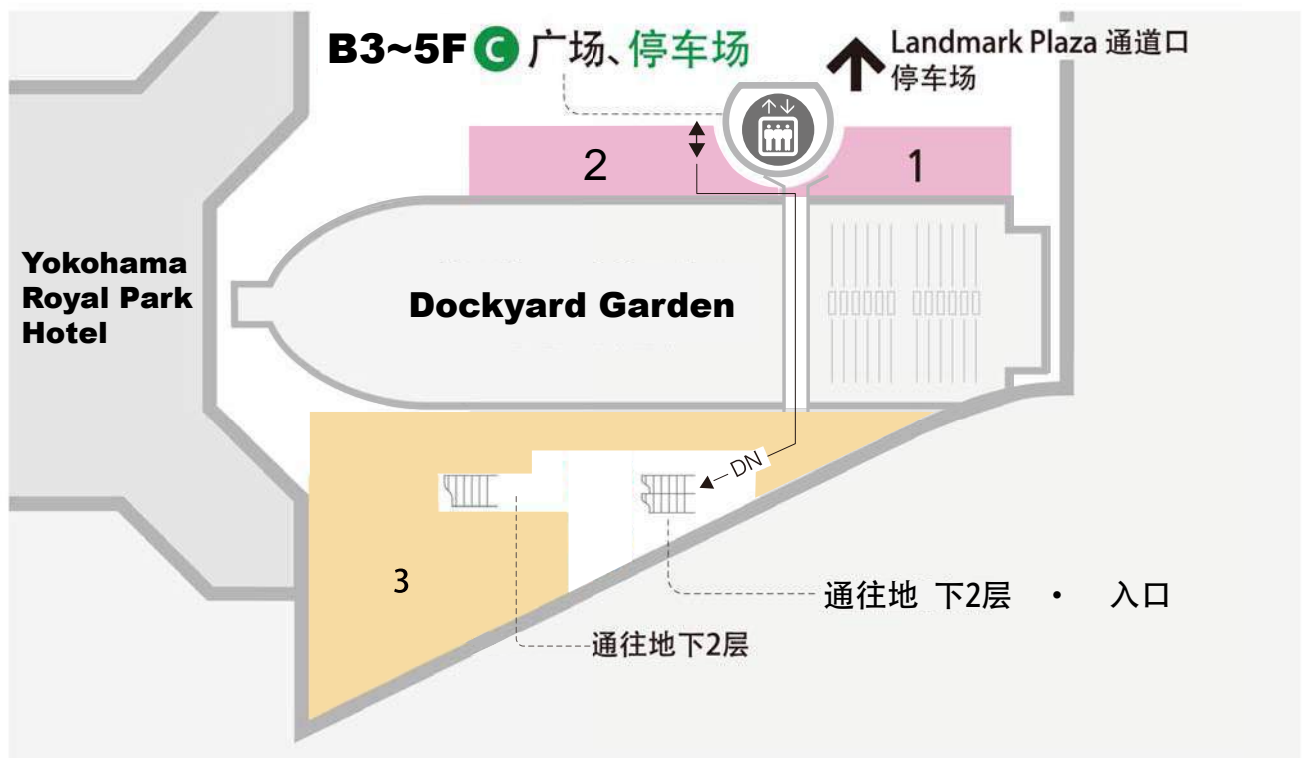 B3~5F C 广场、停车场
Landmark Plaza 通道口
停车场
2
1
Yokohama
Royal Park
Hotel
Dockyard Garden
DN
3
通往地 下2层 · 入口
通往地下2层